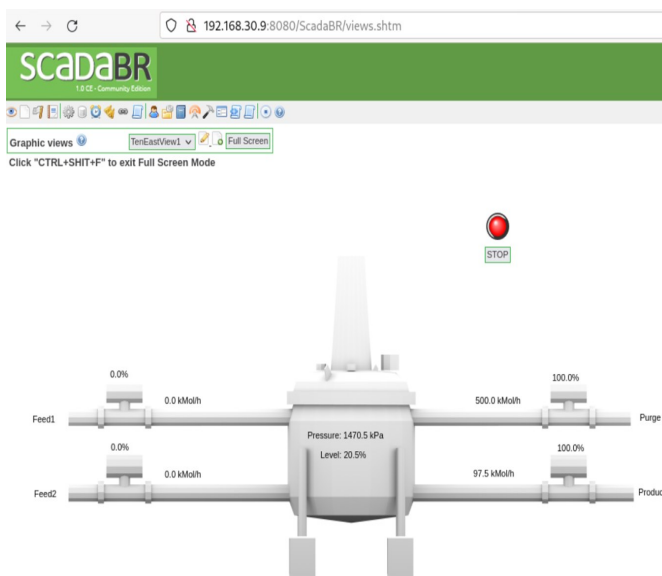 192.168.30.9:8080/ScadaBR/views.shtm
ScadaBR
1.0 CE - Community Edition
Graphic views TenEastView1 Full Screen
Click "CTRL+SHIT+F" to exit Full Screen Mode
STOP
0.0% 100.0%
0.0 kMol/h 500.0 kMol/h
Feed1 Purge
Pressure: 1470.5 kPa
0.0% 100.0%
Level: 20.5%
0.0 kMol/h 97.5 kMol/h
Feed2 Produc